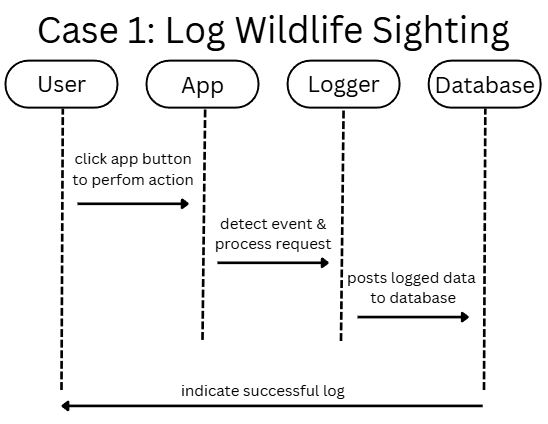 Case 1: Log Wildlife Sighting
User
App
Logger
Database
click app button
to perfom action
detect event &
process request
posts logged data
to database
indicate successful log